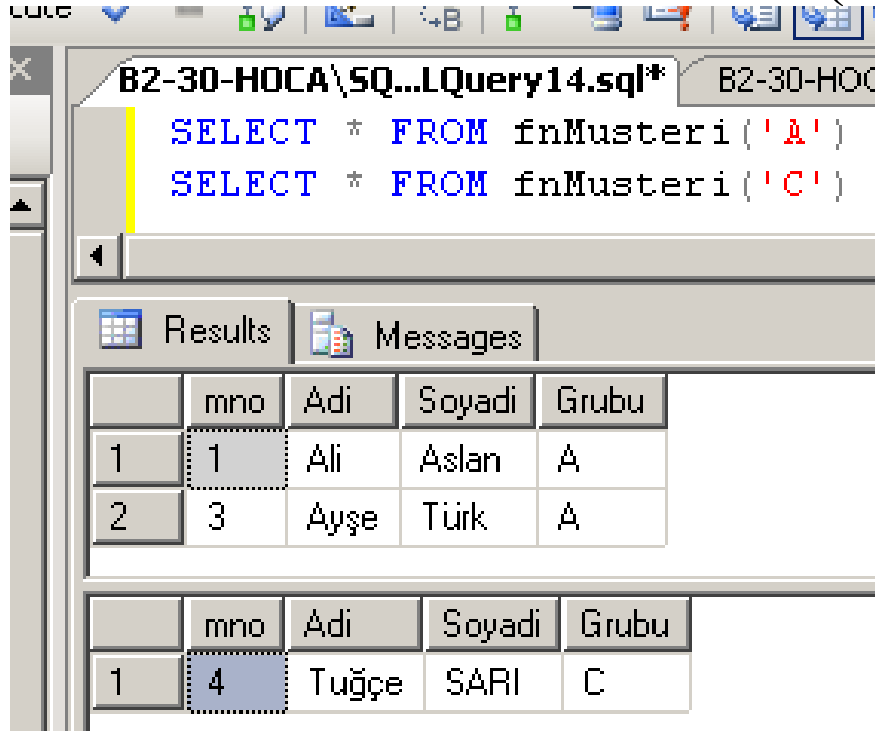 B2-30-HOCA\SQ...LQuery14.sql* B2-30-HOC
SELECT * FROM fnMusteri('A')
SELECT * FROM fnMusteri('C')
Results Messages
mno Adi Soyadi Grubu
1 1 Ali Aslan A
2 3 Ayşe Türk A
mno Adi Soyadi Grubu
1 4 Tuğçe SARI C